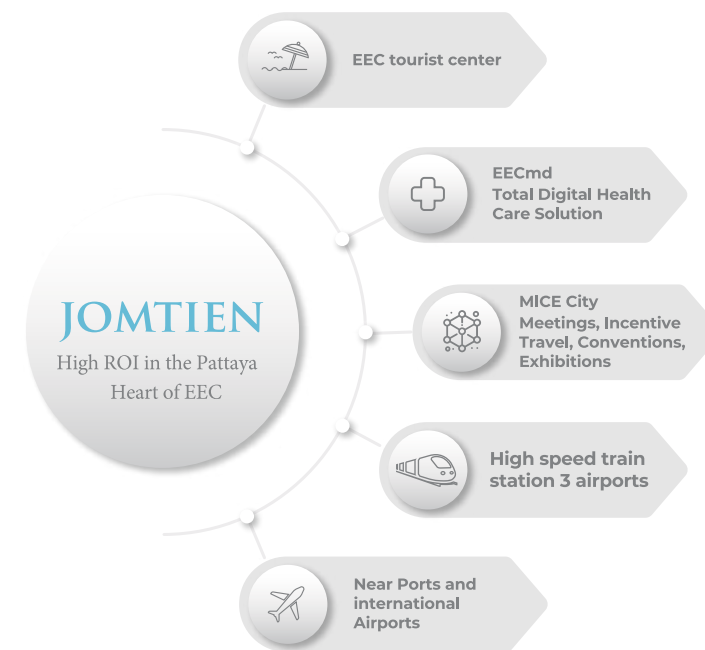 EEC tourist center
EECmd
Total Digital Health
Care Solution
JOMTIEN
High ROI in the Pattaya
Heart of EEC
MICE City
Meetings, Incentive
Travel, Conventions,
Exhibitions
High speed train
station 3 airports
Near Ports and
international
Airports